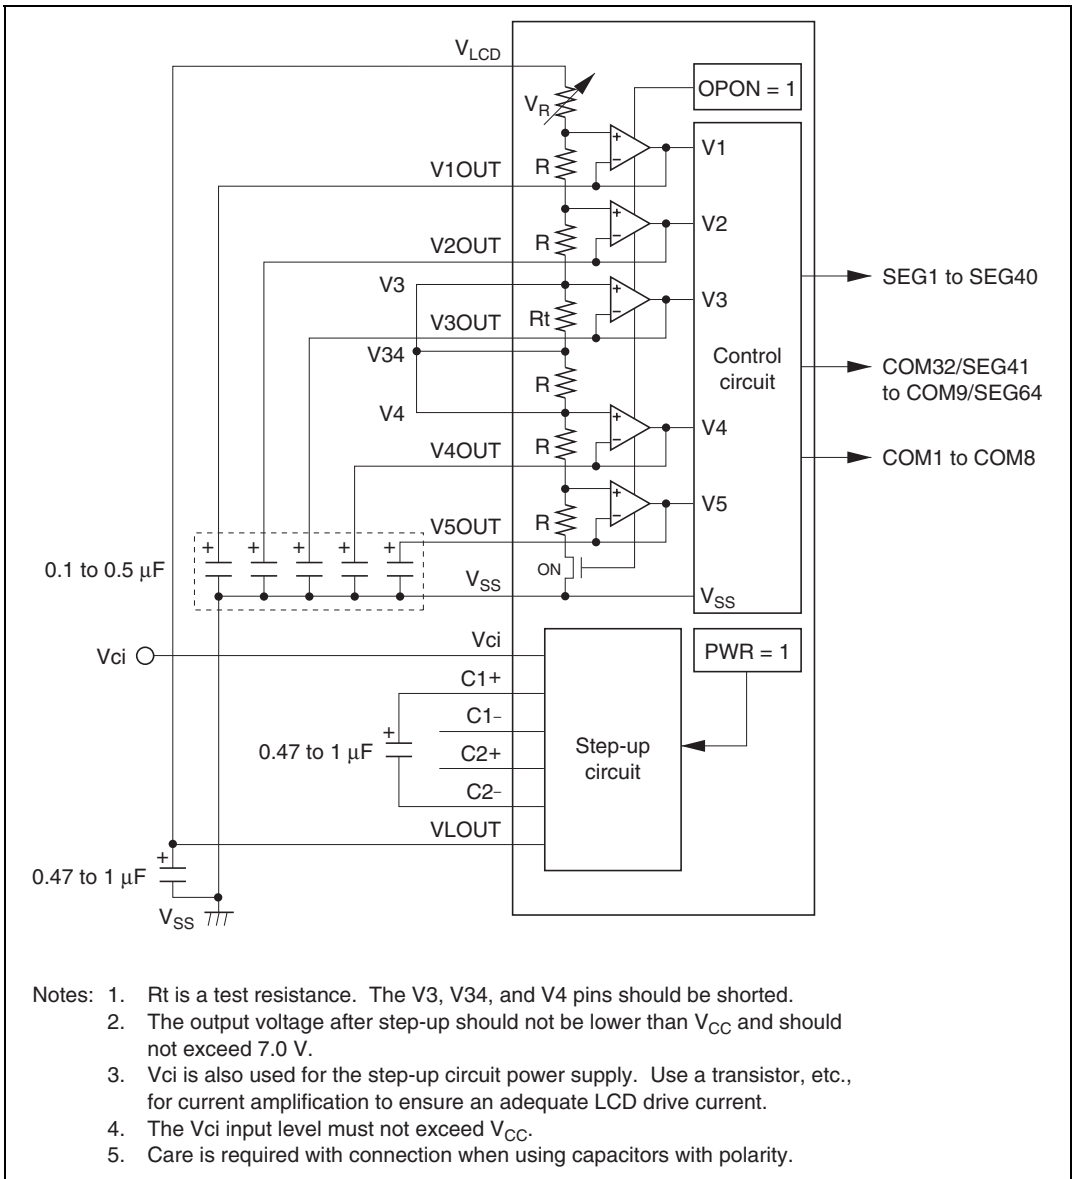 V_LCD
OPON = 1
V_R
+
−
V1
R
V1OUT
+
−
V2
R
V2OUT
V3
+
−
V3
Rt
V3OUT
V34
Control
circuit
R
V4
+
−
V4
R
V4OUT
+
−
V5
R
V5OUT
SEG1 to SEG40
COM32/SEG41
to COM9/SEG64
COM1 to COM8
+ + + + +
0.1 to 0.5 μF
ON
V_SS
V_SS
Vci
Vci
PWR = 1
C1+
C1−
+
0.47 to 1 μF
C2+
C2−
Step-up
circuit
VLOUT
+
0.47 to 1 μF
V_SS
Notes: 1. Rt is a test resistance. The V3, V34, and V4 pins should be shorted.
2. The output voltage after step-up should not be lower than V_CC and should
not exceed 7.0 V.
3. Vci is also used for the step-up circuit power supply. Use a transistor, etc.,
for current amplification to ensure an adequate LCD drive current.
4. The Vci input level must not exceed V_CC.
5. Care is required with connection when using capacitors with polarity.